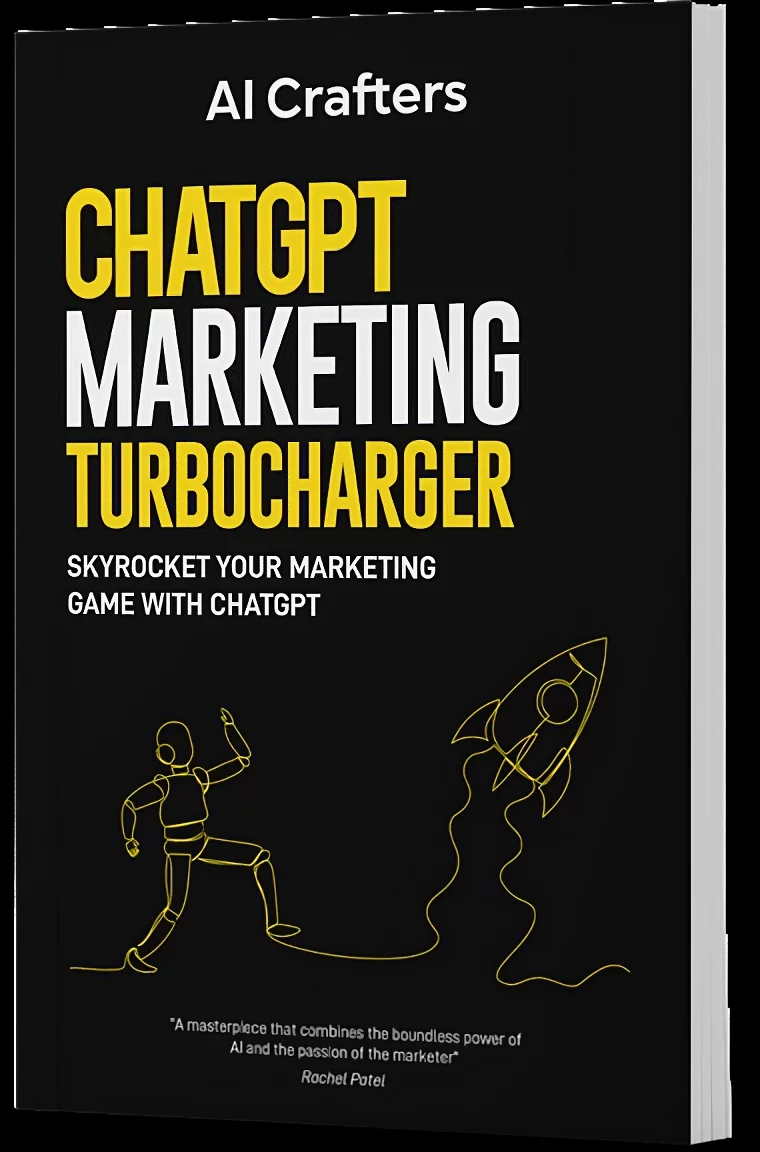 AI Crafters
CHATGPT
MARKETING
TURBOCHARGER
SKYROCKET YOUR MARKETING
GAME WITH CHATGPT
"A masterpiece that combines the boundless power of
AI and the passion of the marketer"
Rachel Patel